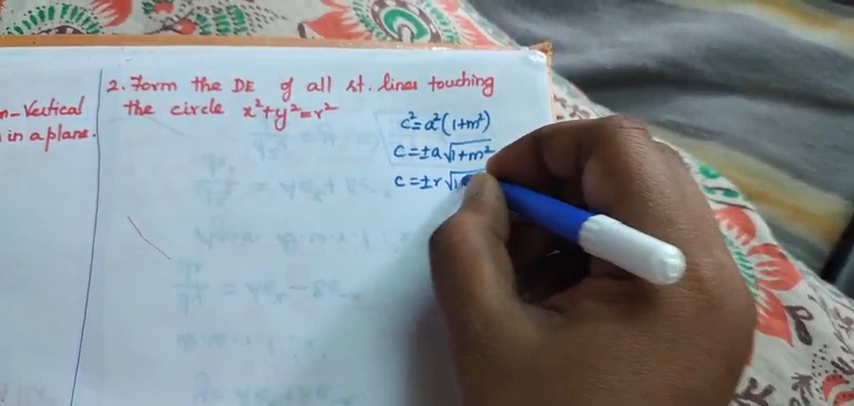 n-Vertical
in a plane.
2. Form the DE of all st. lines touching
the circle x²+y²=r²
c²=a²(1+m²)
c=±a√1+m²
c=±r√1